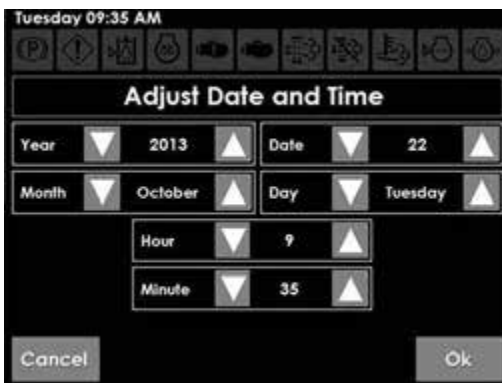 Tuesday 09:35 AM
(P)
Adjust Date and Time
Year 2013 Date 22
Month October Day Tuesday
Hour 9
Minute 35
Cancel Ok